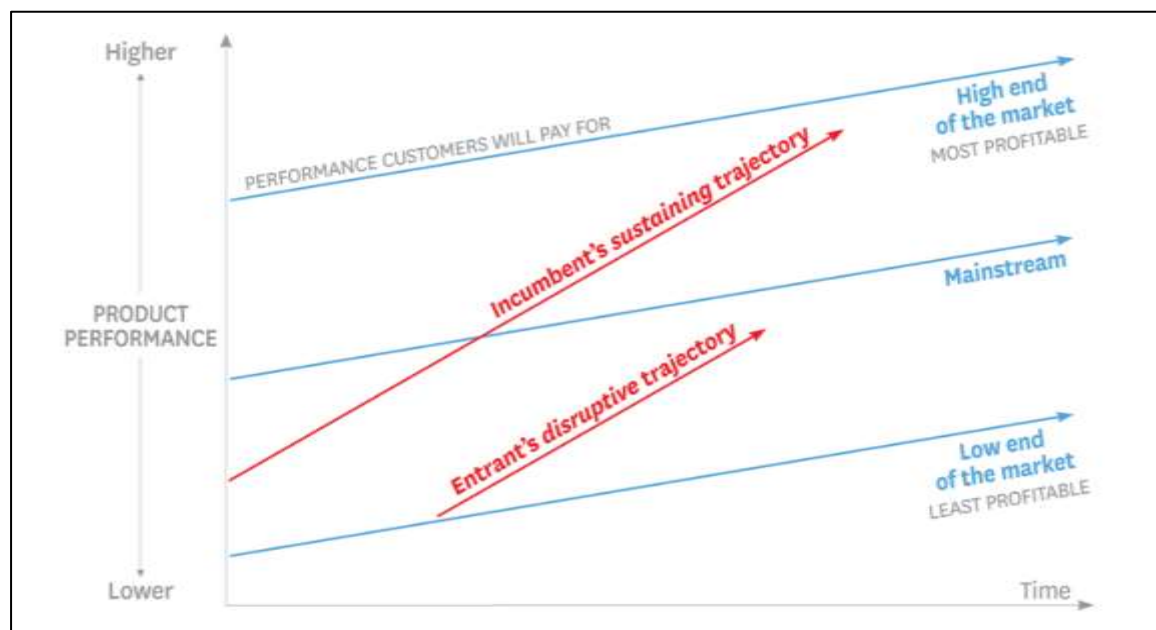 Higher
PERFORMANCE CUSTOMERS WILL PAY FOR
High end
of the market
MOST PROFITABLE
Incumbent's sustaining trajectory
Mainstream
PRODUCT
PERFORMANCE
Entrant's disruptive trajectory
Low end
of the market
LEAST PROFITABLE
Lower
Time